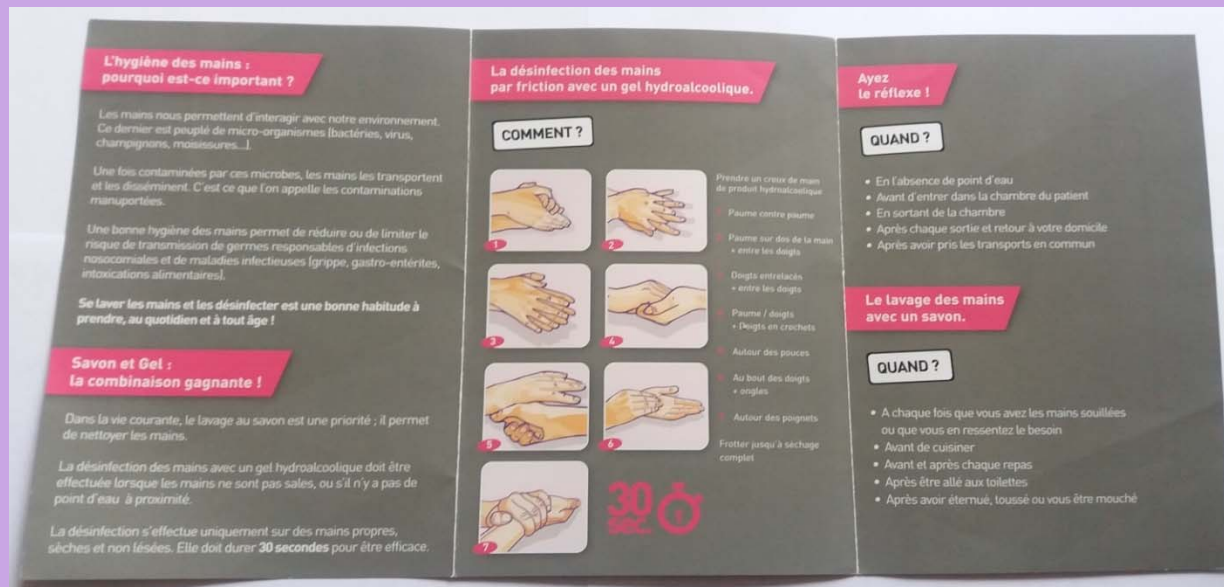 L'hygiène des mains :
pourquoi est-ce important ?
Les mains nous permettent d'interagir avec notre environnement.
Ce dernier est peuplé de micro-organismes (bactéries, virus,
champignons, moisissures...).
Une fois contaminées par ces microbes, les mains les transportent
et les disséminent. C'est ce que l'on appelle les contaminations
manuportées.
Une bonne hygiène des mains permet de réduire ou de limiter le
risque de transmission de germes responsables d'infections
nosocomiales et de maladies infectieuses (grippe, gastro-entérites,
intoxications alimentaires).
Se laver les mains et les désinfecter est une bonne habitude à
prendre, au quotidien et à tout âge !
Savon et Gel :
la combinaison gagnante !
Dans la vie courante, le lavage au savon est une priorité ; il permet
de nettoyer les mains.
La désinfection des mains avec un gel hydroalcoolique doit être
effectuée lorsque les mains ne sont pas sales, ou s'il n'y a pas de
point d'eau à proximité.
La désinfection s'effectue uniquement sur des mains propres,
sèches et non lésées. Elle doit durer 30 secondes pour être efficace.
La désinfection des mains
par friction avec un gel hydroalcoolique.
COMMENT ?
1
2
3
4
5
6
7
Prendre un creux de main
de produit hydroalcoolique
Paume contre paume
Paume sur dos de la main
+ entre les doigts
Doigts entrelacés
+ entre les doigts
Paume / doigts
+ Doigts en crochets
Autour des pouces
Au bout des doigts
+ ongles
Autour des poignets
Frotter jusqu'à séchage
complet
30
sec.
Ayez
le réflexe !
QUAND ?
• En l'absence de point d'eau
• Avant d'entrer dans la chambre du patient
• En sortant de la chambre
• Après chaque sortie et retour à votre domicile
• Après avoir pris les transports en commun
Le lavage des mains
avec un savon.
QUAND ?
• A chaque fois que vous avez les mains souillées
ou que vous en ressentez le besoin
• Avant de cuisiner
• Avant et après chaque repas
• Après être allé aux toilettes
• Après avoir éternué, toussé ou vous être mouché